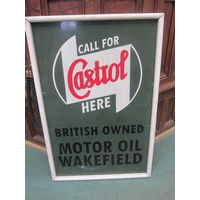 CALL FOR
Castrol
HERE
BRITISH OWNED
MOTOR OIL
WAKEFIELD